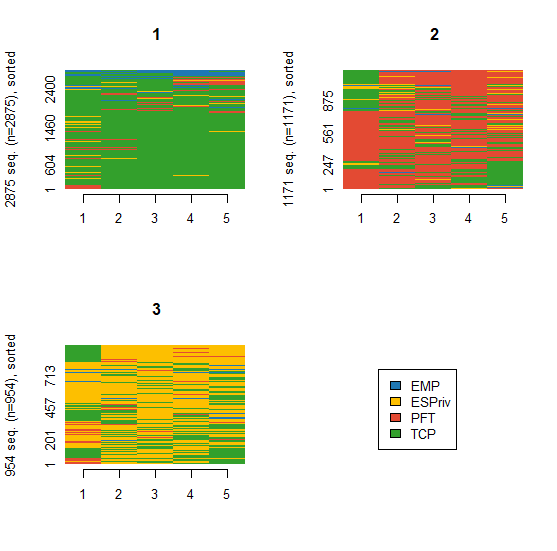 1
2875 seq. (n=2875), sorted
2400
1460
604
1
1 2 3 4 5
2
1171 seq. (n=1171), sorted
875
561
247
1
1 2 3 4 5
3
954 seq. (n=954), sorted
713
457
201
1
1 2 3 4 5
EMP
ESPriv
PFT
TCP